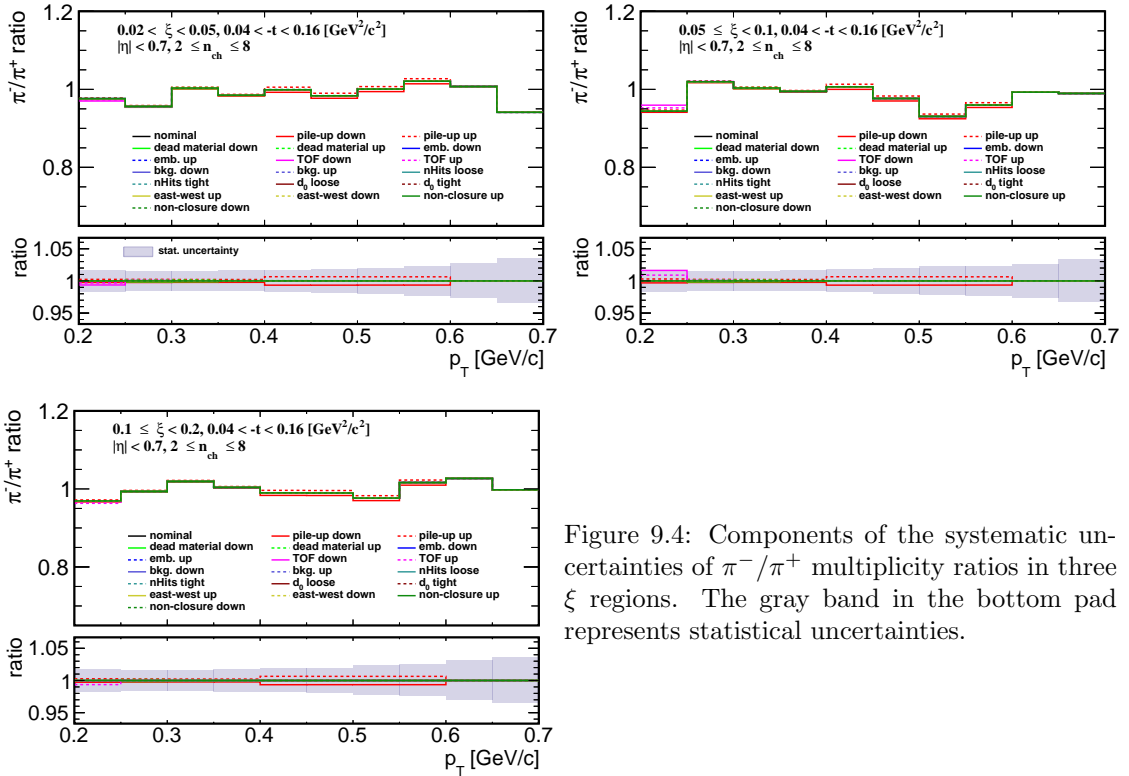 1.2
1
0.8
π⁻/π⁺ ratio
0.02 < ξ < 0.05, 0.04 < -t < 0.16 [GeV²/c²]
|η| < 0.7, 2 ≤ n_ch ≤ 8
nominal pile-up down pile-up up
dead material down dead material up emb. down
emb. up TOF down TOF up
bkg. down bkg. up nHits loose
nHits tight d₀ loose d₀ tight
east-west up east-west down non-closure up
non-closure down
1.05
1
0.95
ratio
stat. uncertainty
0.2 0.3 0.4 0.5 0.6 0.7
p_T [GeV/c]
1.2
1
0.8
π⁻/π⁺ ratio
0.05 ≤ ξ < 0.1, 0.04 < -t < 0.16 [GeV²/c²]
|η| < 0.7, 2 ≤ n_ch ≤ 8
nominal pile-up down pile-up up
dead material down dead material up emb. down
emb. up TOF down TOF up
bkg. down bkg. up nHits loose
nHits tight d₀ loose d₀ tight
east-west up east-west down non-closure up
non-closure down
1.05
1
0.95
ratio
0.2 0.3 0.4 0.5 0.6 0.7
p_T [GeV/c]
1.2
1
0.8
π⁻/π⁺ ratio
0.1 ≤ ξ < 0.2, 0.04 < -t < 0.16 [GeV²/c²]
|η| < 0.7, 2 ≤ n_ch ≤ 8
nominal pile-up down pile-up up
dead material down dead material up emb. down
emb. up TOF down TOF up
bkg. down bkg. up nHits loose
nHits tight d₀ loose d₀ tight
east-west up east-west down non-closure up
non-closure down
1.05
1
0.95
ratio
0.2 0.3 0.4 0.5 0.6 0.7
p_T [GeV/c]
Figure 9.4: Components of the systematic un-
certainties of π⁻/π⁺ multiplicity ratios in three
ξ regions. The gray band in the bottom pad
represents statistical uncertainties.